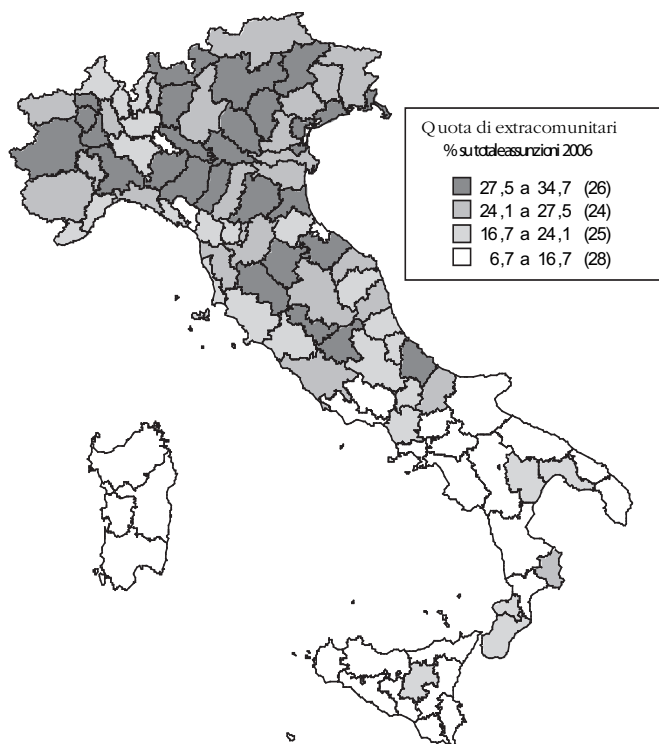 Quota di extracomunitari
% su totale assunzioni 2006
27,5 a 34,7 (26)
24,1 a 27,5 (24)
16,7 a 24,1 (25)
6,7 a 16,7 (28)